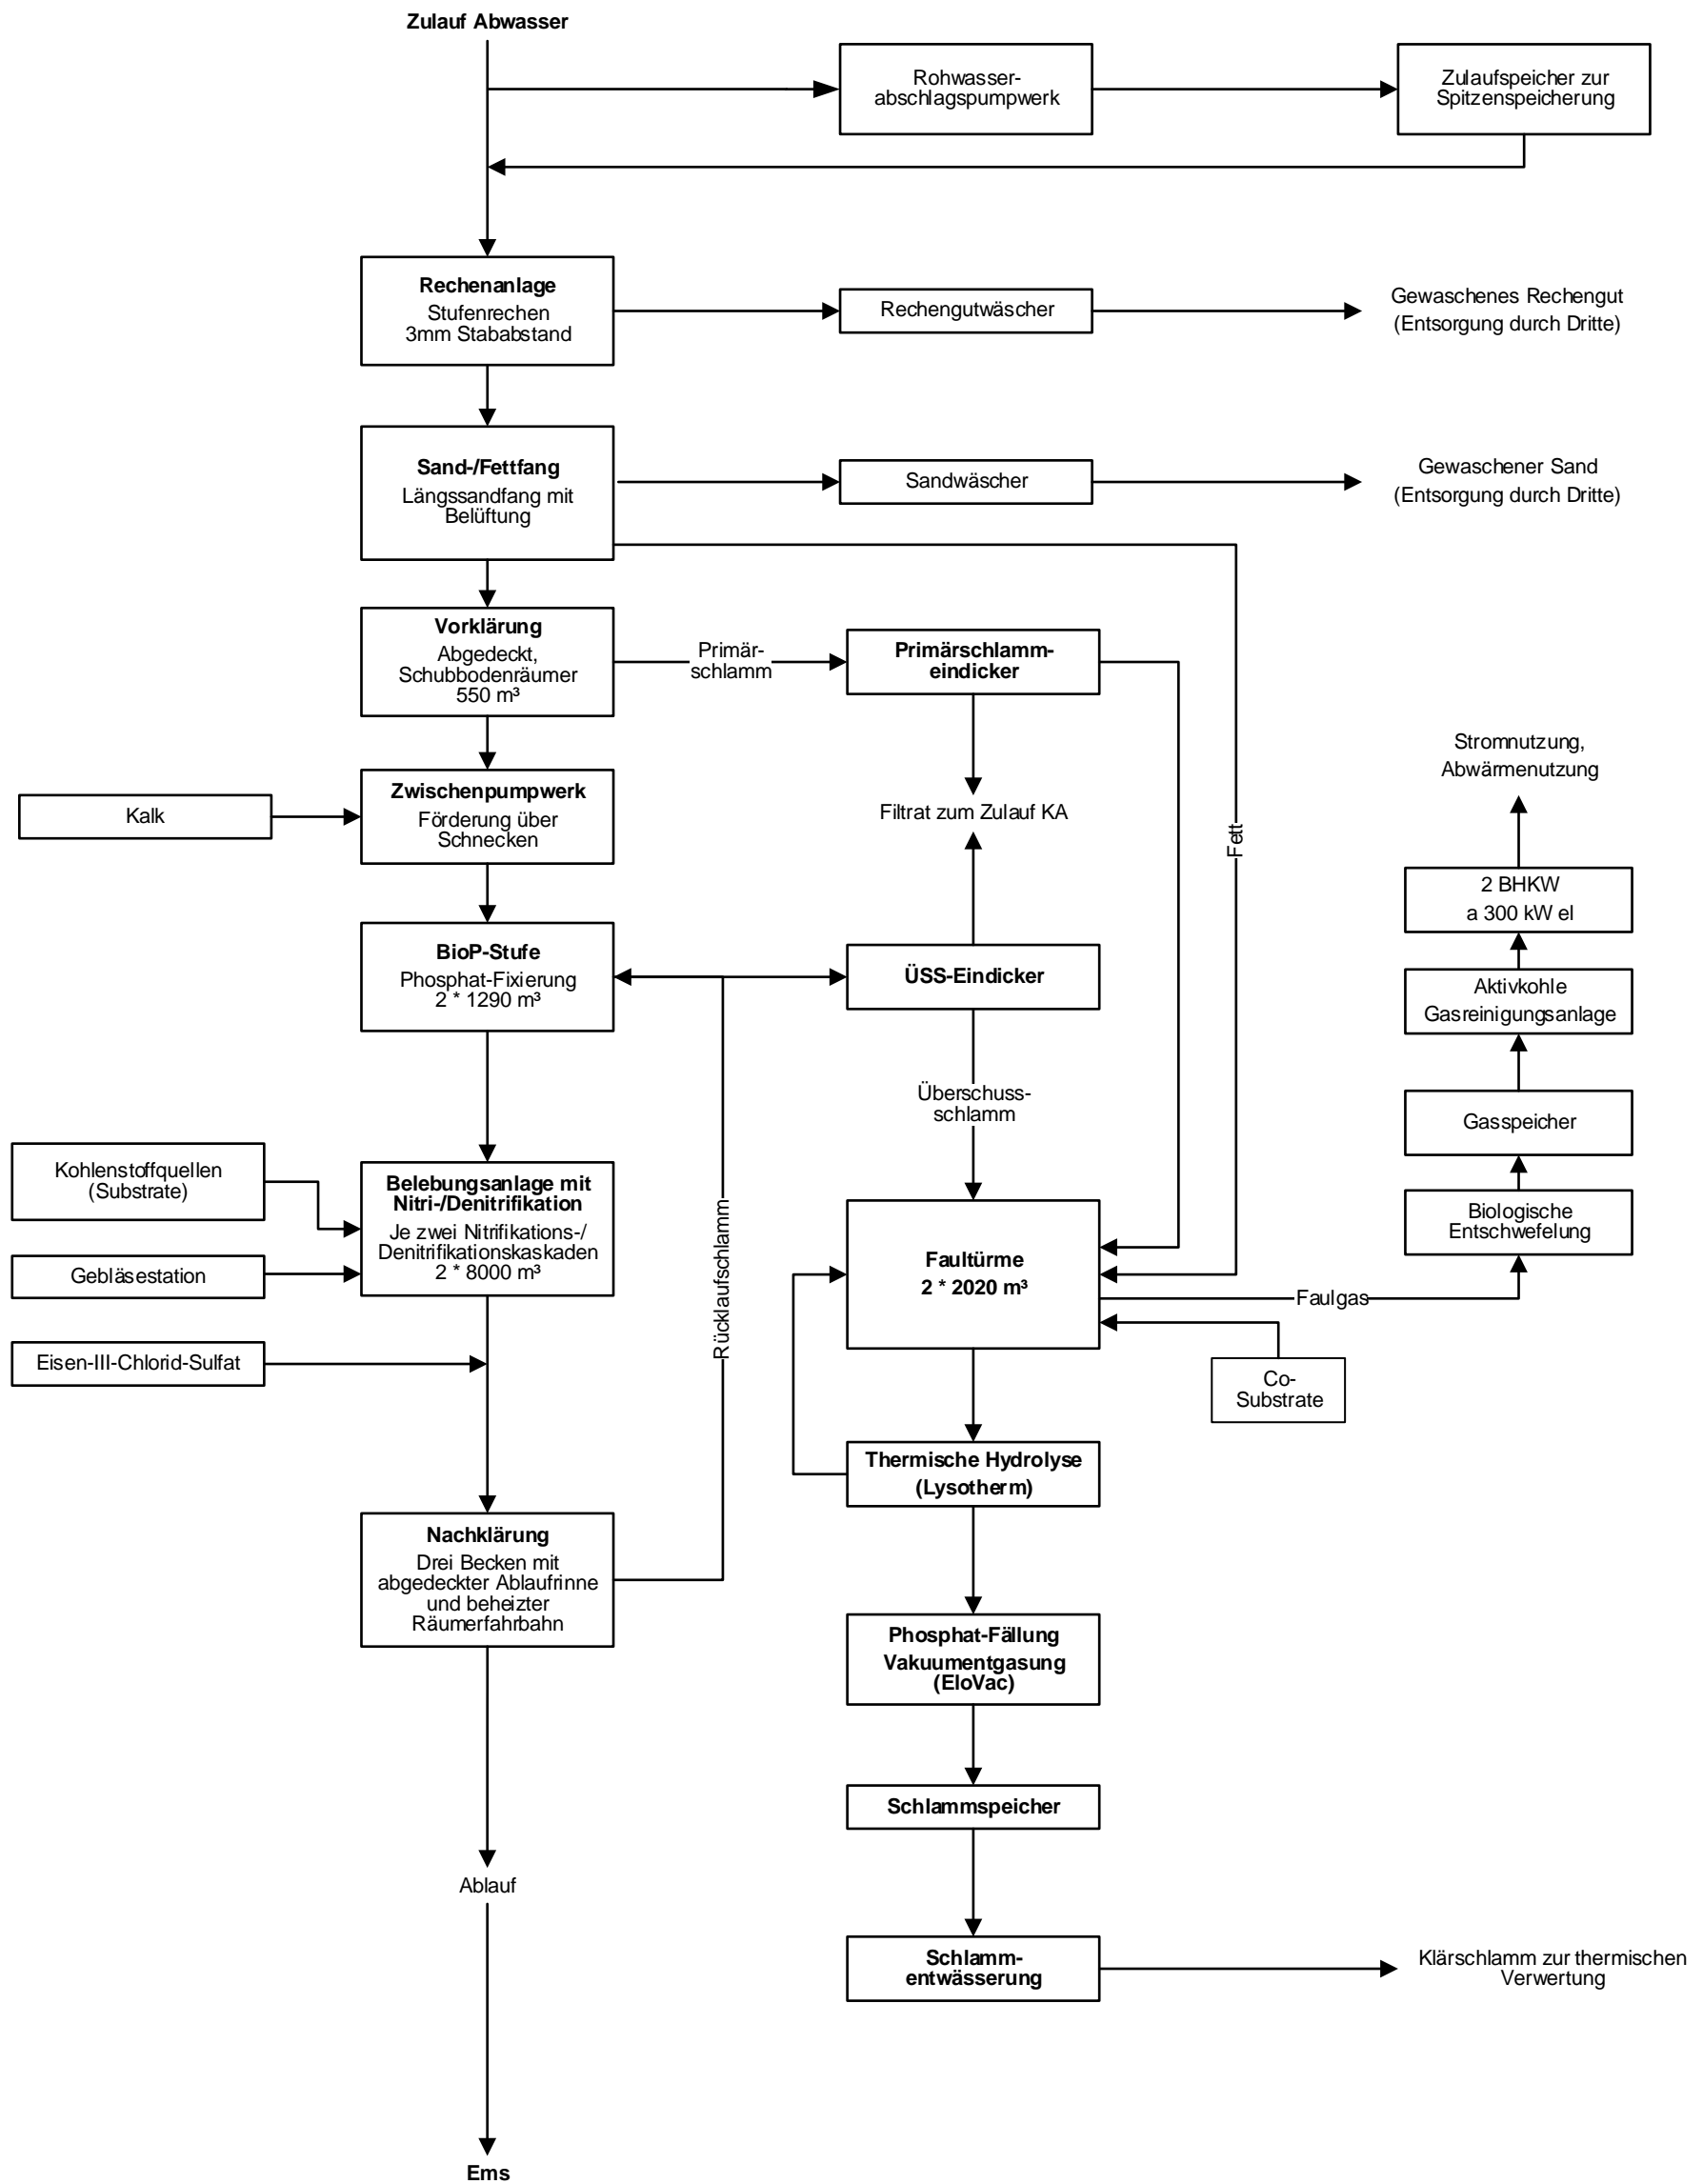 Zulauf Abwasser
Rohwasser-
abschlagspumpwerk
Zulaufspeicher zur
Spitzenspeicherung
Rechenanlage
Stufenrechen
3mm Stababstand
Rechengutwäscher
Gewaschenes Rechengut
(Entsorgung durch Dritte)
Sand-/Fettfang
Längssandfang mit
Belüftung
Sandwäscher
Gewaschener Sand
(Entsorgung durch Dritte)
Vorklärung
Abgedeckt,
Schubbodenräumer
550 m³
Primär-
schlamm
Primärschlamm-
eindicker
Fett
Stromnutzung,
Abwärmenutzung
Kalk
Zwischenpumpwerk
Förderung über
Schnecken
Filtrat zum Zulauf KA
2 BHKW
a 300 kW el
BioP-Stufe
Phosphat-Fixierung
2 * 1290 m³
ÜSS-Eindicker
Aktivkohle
Gasreinigungsanlage
Überschuss-
schlamm
Gasspeicher
Kohlenstoffquellen
(Substrate)
Gebläsestation
Belebungsanlage mit
Nitri-/Denitrifikation
Je zwei Nitrifikations-/
Denitrifikationskaskaden
2 * 8000 m³
Rücklaufschlamm
Faultürme
2 * 2020 m³
Biologische
Entschwefelung
Faulgas
Eisen-III-Chlorid-Sulfat
Co-
Substrate
Thermische Hydrolyse
(Lysotherm)
Nachklärung
Drei Becken mit
abgedeckter Ablaufrinne
und beheizter
Räumerfahrbahn
Phosphat-Fällung
Vakuumentgasung
(EloVac)
Schlammspeicher
Ablauf
Schlamm-
entwässerung
Klärschlamm zur thermischen
Verwertung
Ems